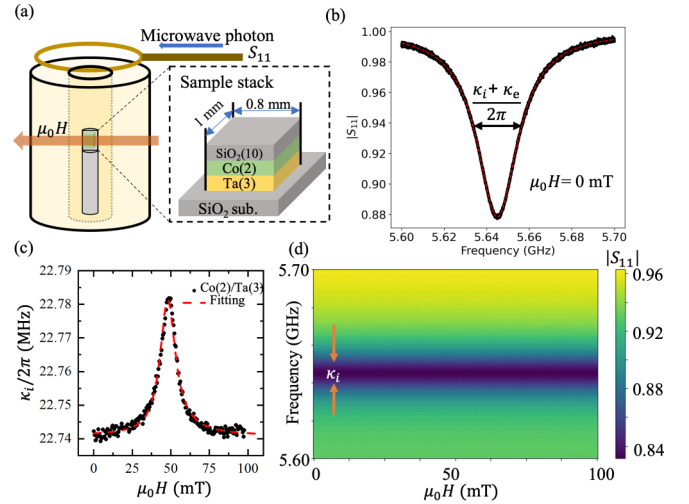 (a)
Microwave photon
S₁₁
Sample stack
μ₀H
1 mm
0.8 mm
SiO₂(10)
Co(2)
Ta(3)
SiO₂ sub.
(b)
1.00
0.98
0.96
0.94
0.92
0.90
0.88
|S₁₁|
κᵢ + κₑ
2π
μ₀H = 0 mT
5.60 5.62 5.64 5.66 5.68 5.70
Frequency (GHz)
(c)
22.79
22.78
22.77
22.76
22.75
22.74
κᵢ/2π (MHz)
Co(2)/Ta(3)
Fitting
0 25 50 75 100
μ₀H (mT)
(d)
|S₁₁|
5.70
5.60
Frequency (GHz)
κᵢ
0 50 100
μ₀H (mT)
0.96
0.92
0.88
0.84